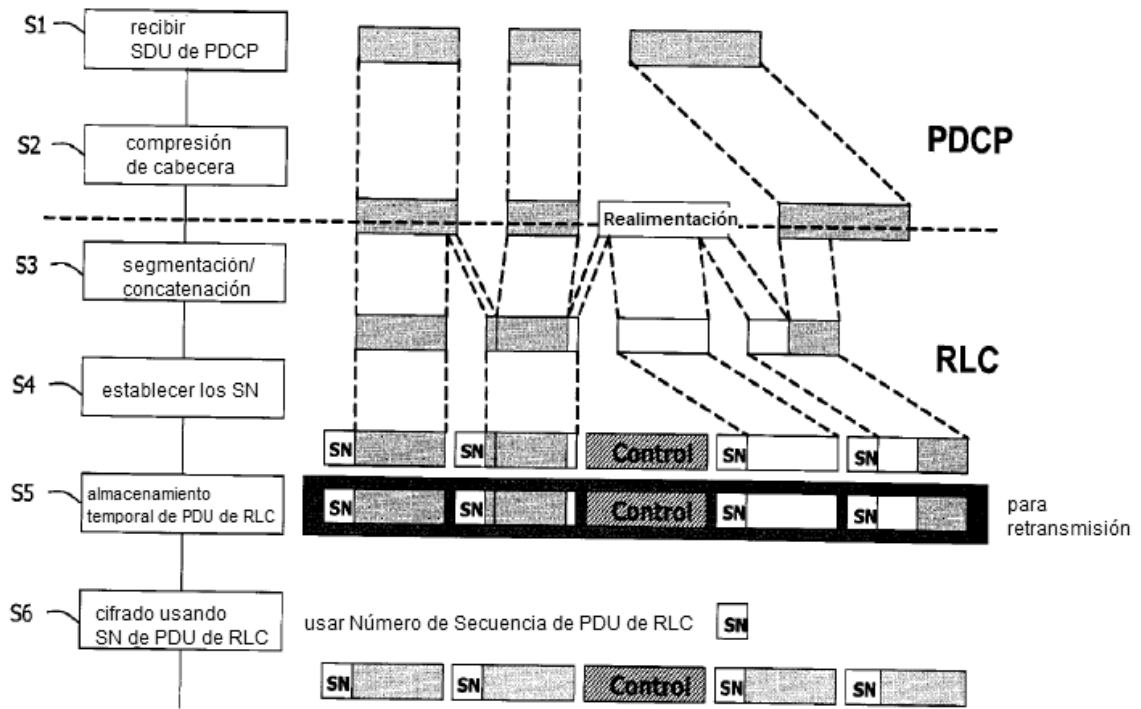 S1
recibir
SDU de PDCP
S2
compresión
de cabecera
PDCP
Realimentación
S3
segmentación/
concatenación
RLC
S4
establecer los SN
SN
SN
Control
SN
SN
S5
almacenamiento
temporal de PDU de RLC
SN
SN
Control
SN
SN
para
retransmisión
S6
cifrado usando
SN de PDU de RLC
usar Número de Secuencia de PDU de RLC
SN
SN
SN
Control
SN
SN